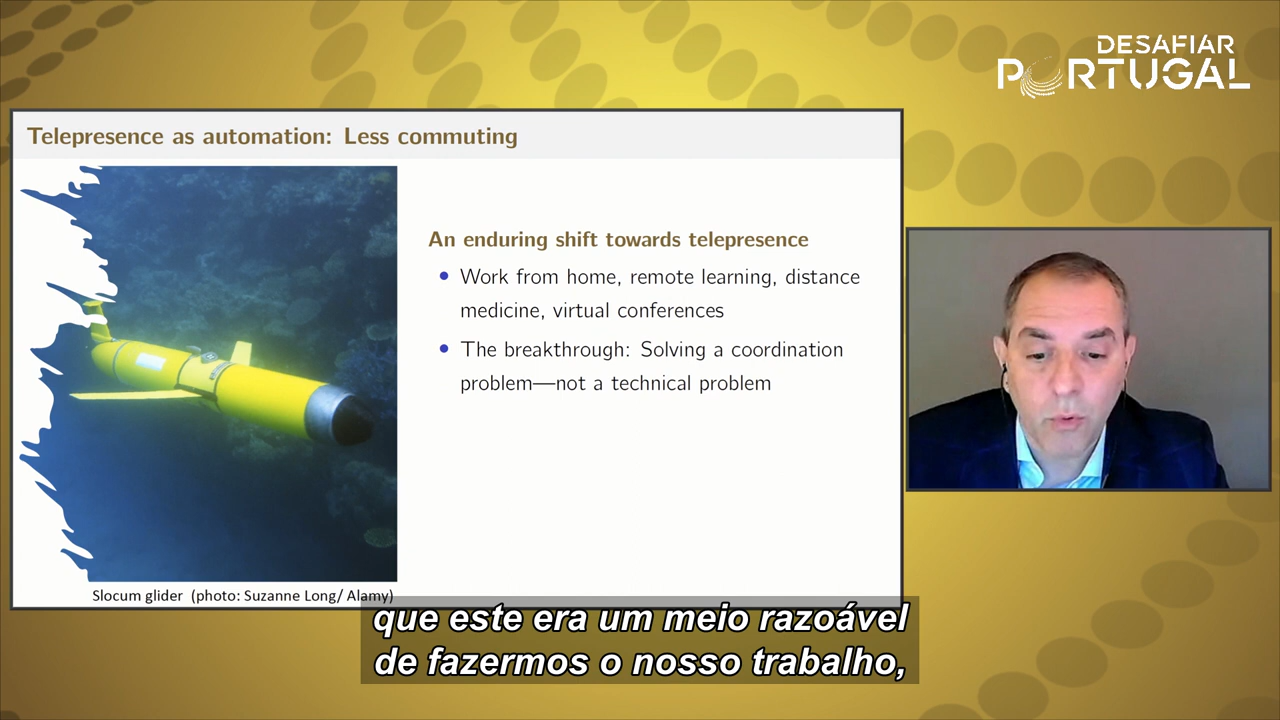 DESAFIAR
PORTUGAL
Telepresence as automation: Less commuting
An enduring shift towards telepresence
Work from home, remote learning, distance
medicine, virtual conferences
The breakthrough: Solving a coordination
problem—not a technical problem
Slocum glider (photo: Suzanne Long/ Alamy)
que este era um meio razoável
de fazermos o nosso trabalho,